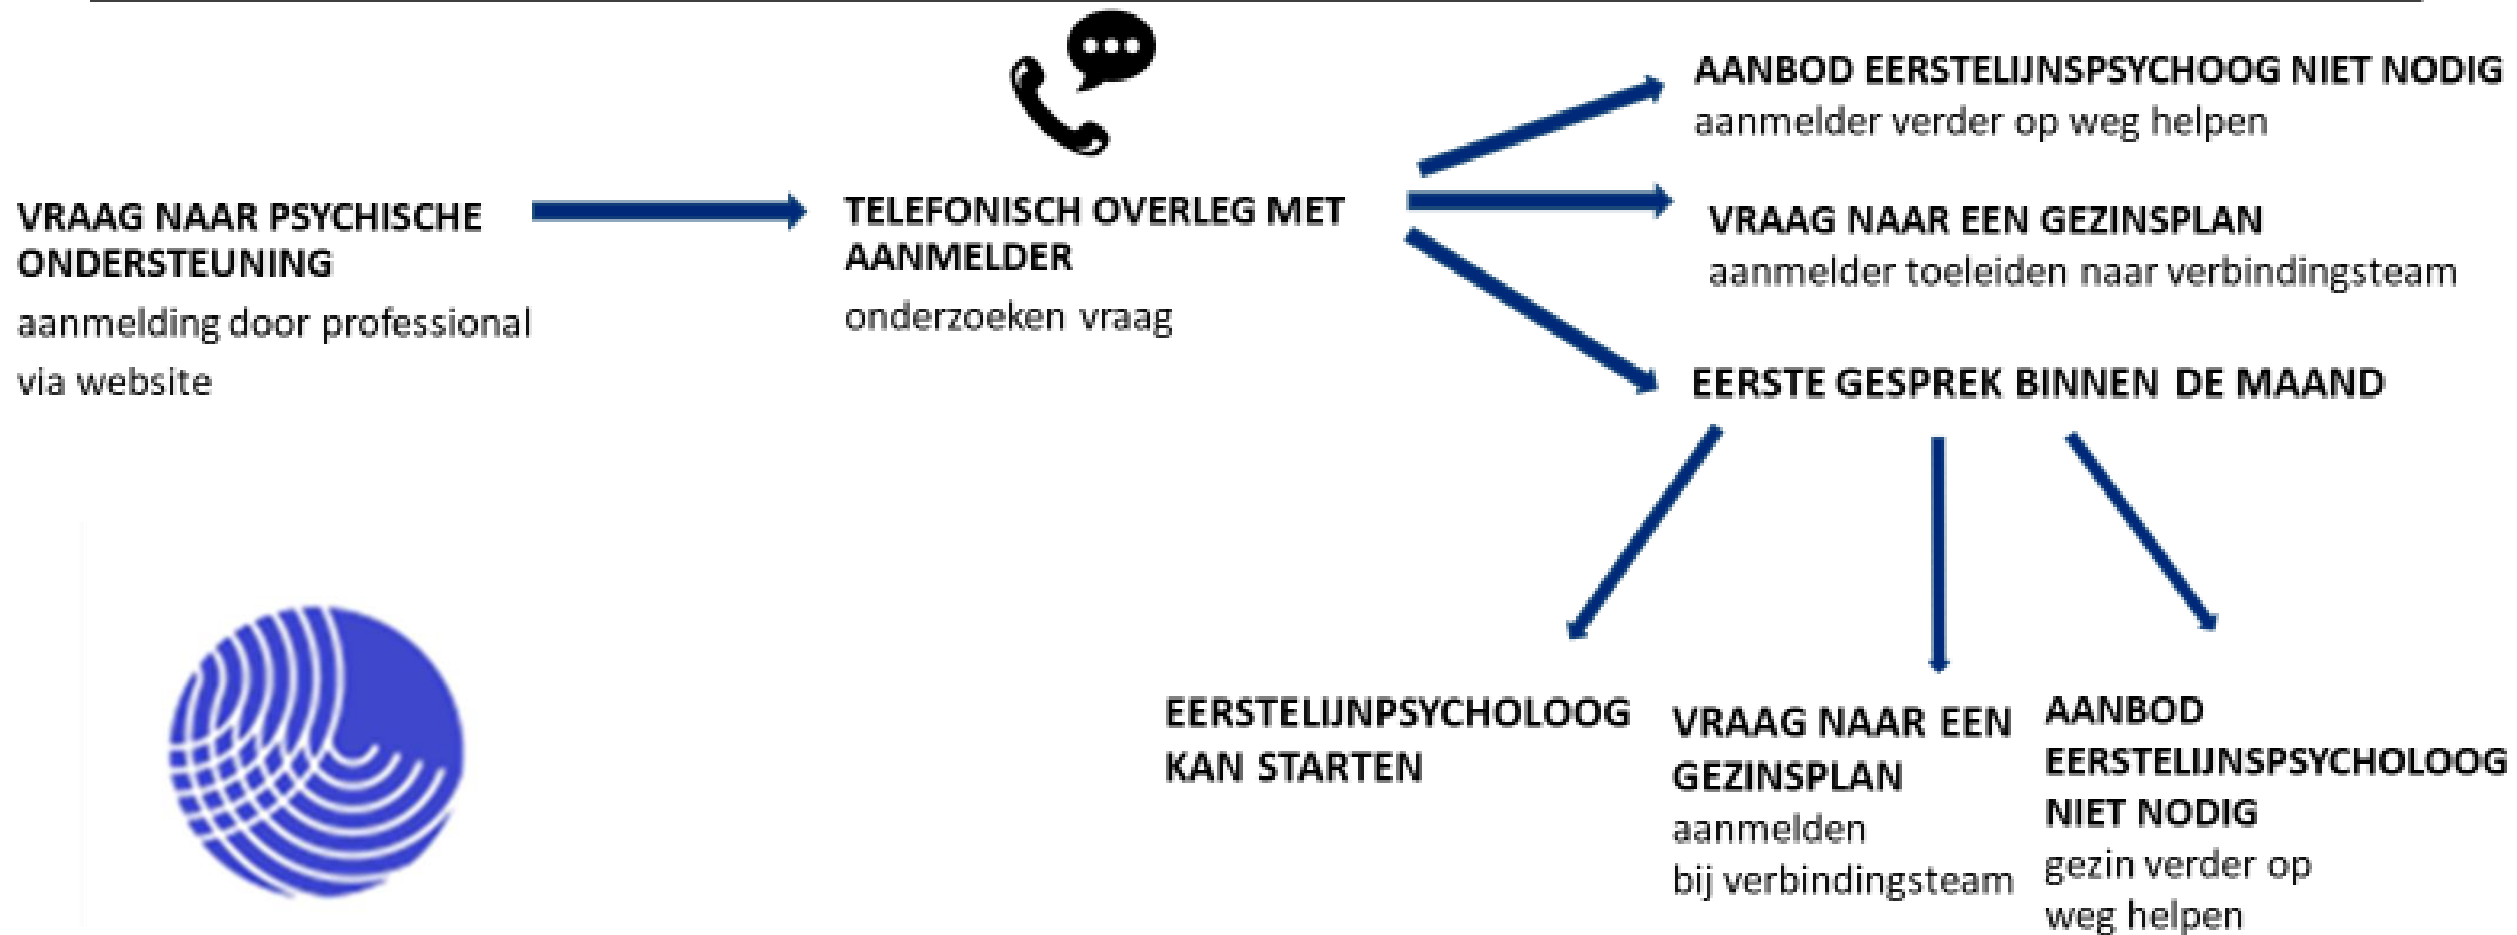 VRAAG NAAR PSYCHISCHE
ONDERSTEUNING
aanmelding door professional
via website
TELEFONISCH OVERLEG MET
AANMELDER
onderzoeken vraag
AANBOD EERSTELIJNSPSYCHOOG NIET NODIG
aanmelder verder op weg helpen
VRAAG NAAR EEN GEZINSPLAN
aanmelder toeleiden naar verbindingsteam
EERSTE GESPREK BINNEN DE MAAND
EERSTELIJNPSYCHOLOOG
KAN STARTEN
VRAAG NAAR EEN
GEZINSPLAN
aanmelden
bij verbindingsteam
AANBOD
EERSTELIJNSPSYCHOLOOG
NIET NODIG
gezin verder op
weg helpen